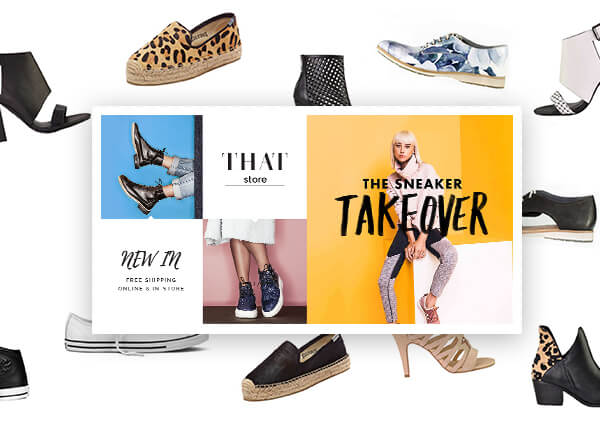 THAT
store
THE SNEAKER
TAKEOVER
NEW IN
FREE SHIPPING
ONLINE & IN STORE